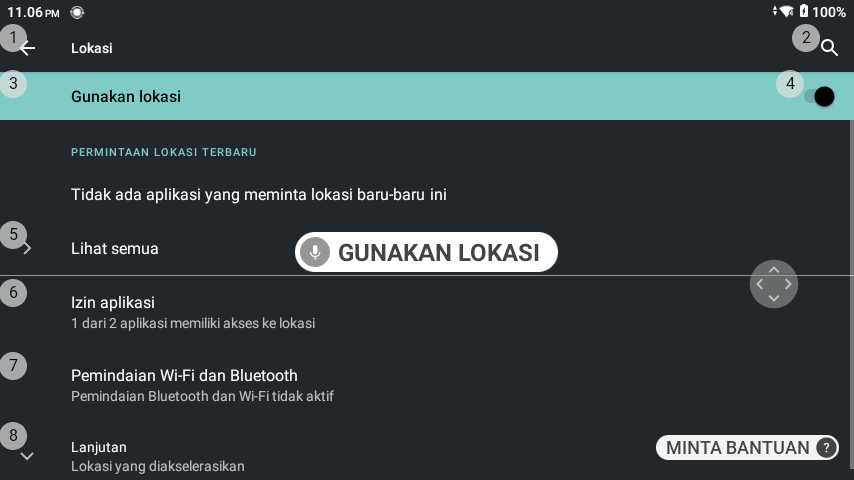 11.06 PM 100%
1 Lokasi 2
3 Gunakan lokasi 4
PERMINTAAN LOKASI TERBARU
Tidak ada aplikasi yang meminta lokasi baru-baru ini
5 Lihat semua
GUNAKAN LOKASI
6 Izin aplikasi
1 dari 2 aplikasi memiliki akses ke lokasi
7 Pemindaian Wi-Fi dan Bluetooth
Pemindaian Bluetooth dan Wi-Fi tidak aktif
8 Lanjutan
Lokasi yang diakselerasikan
MINTA BANTUAN ?